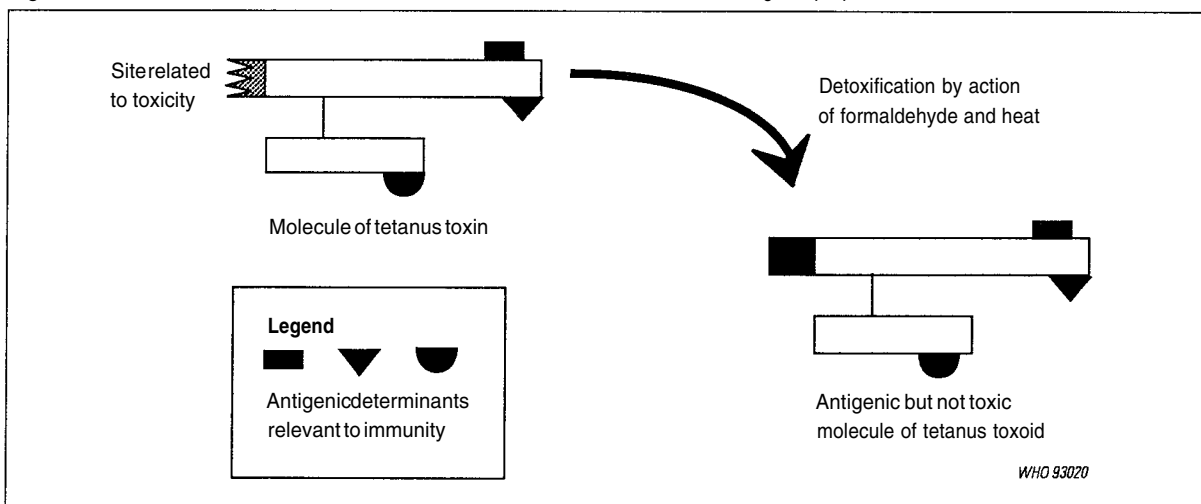 Site related
to toxicity
Detoxification by action
of formaldehyde and heat
Molecule of tetanus toxin
Legend
Antigenic determinants
relevant to immunity
Antigenic but not toxic
molecule of tetanus toxoid
WHO 93020